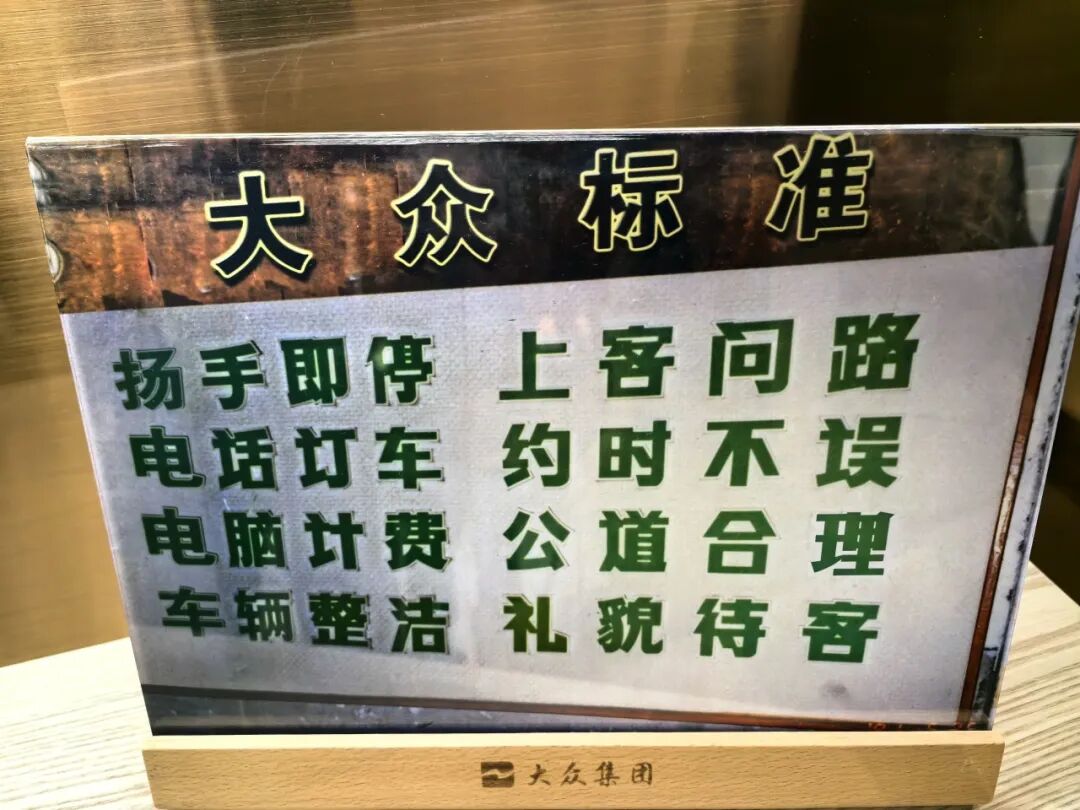 大众标准
扬手即停 上客问路
电话订车 约时不误
电脑计费 公道合理
车辆整洁 礼貌待客
大众集团